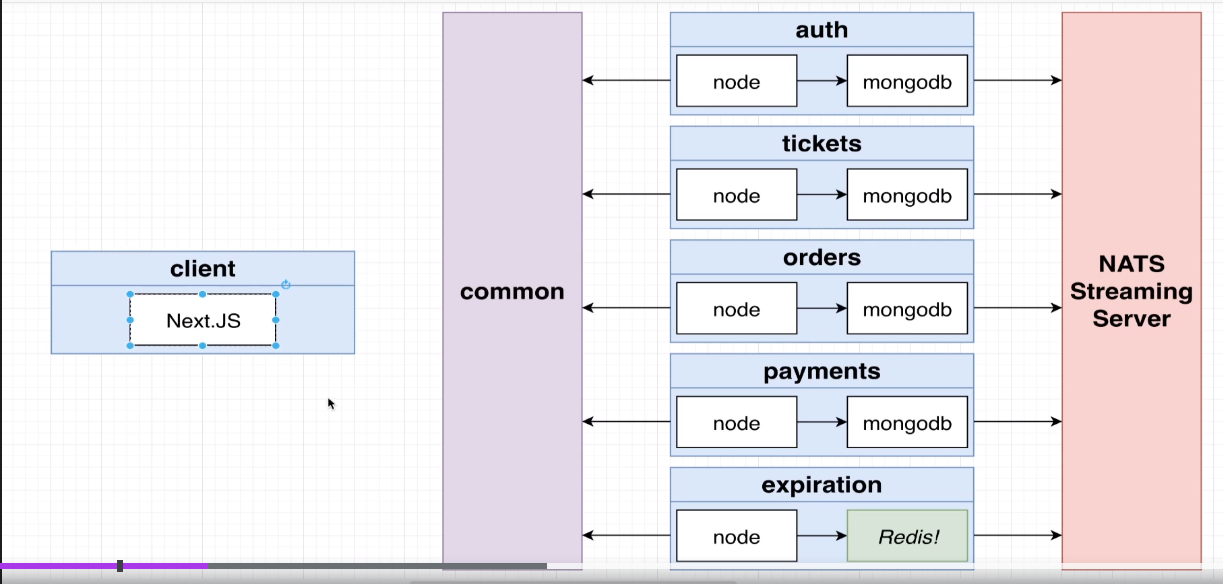 auth
node
mongodb
tickets
node
mongodb
client
Next.JS
common
orders
node
mongodb
NATS
Streaming
Server
payments
node
mongodb
expiration
node
Redis!